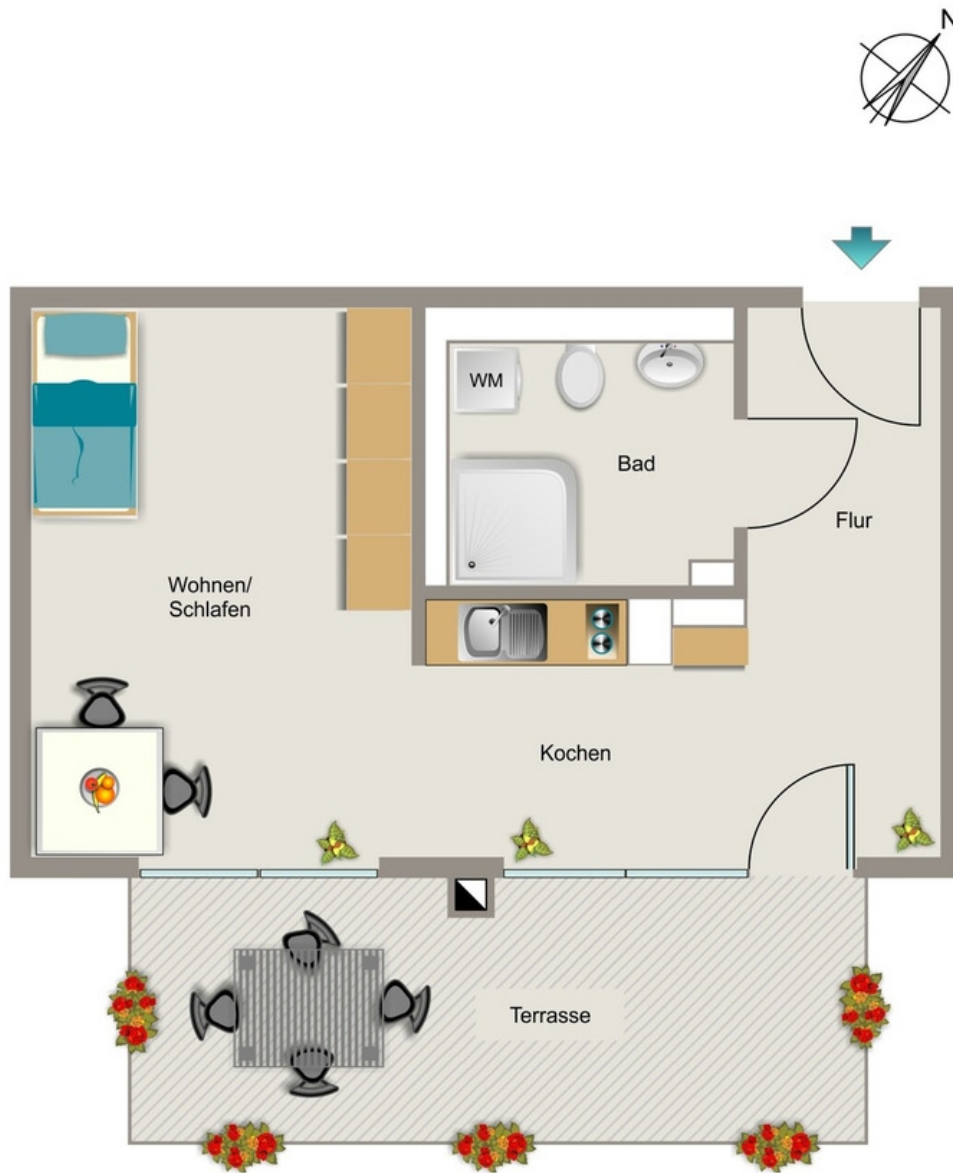 N
WM
Bad
Flur
Wohnen/
Schlafen
Kochen
Terrasse